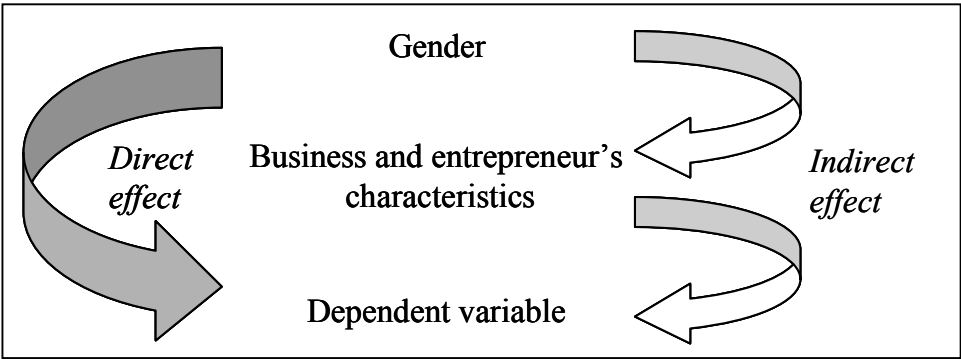 Gender
Direct
effect
Business and entrepreneur’s
characteristics
Indirect
effect
Dependent variable